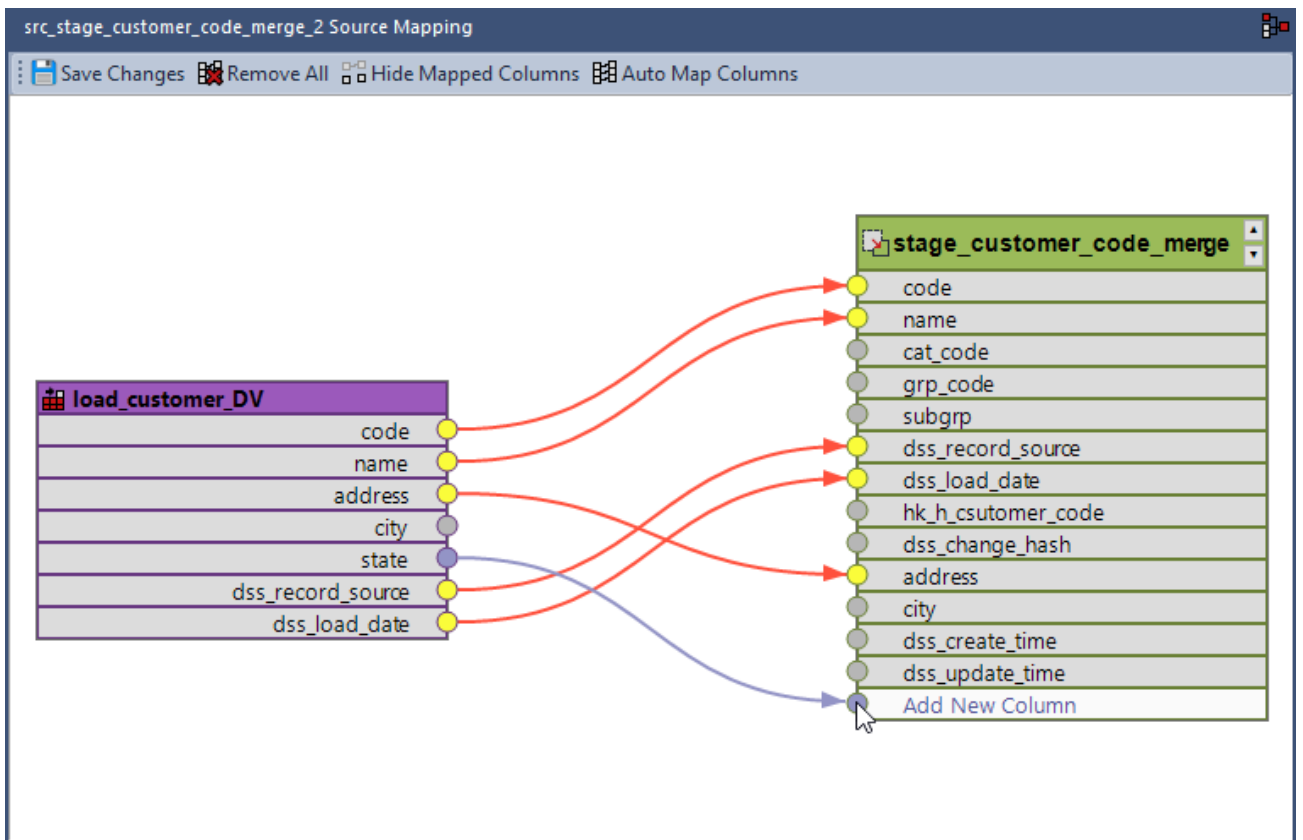 src_stage_customer_code_merge_2 Source Mapping
Save Changes Remove All Hide Mapped Columns Auto Map Columns
load_customer_DV
code
name
address
city
state
dss_record_source
dss_load_date
stage_customer_code_merge
code
name
cat_code
grp_code
subgrp
dss_record_source
dss_load_date
hk_h_csutomer_code
dss_change_hash
address
city
dss_create_time
dss_update_time
Add New Column